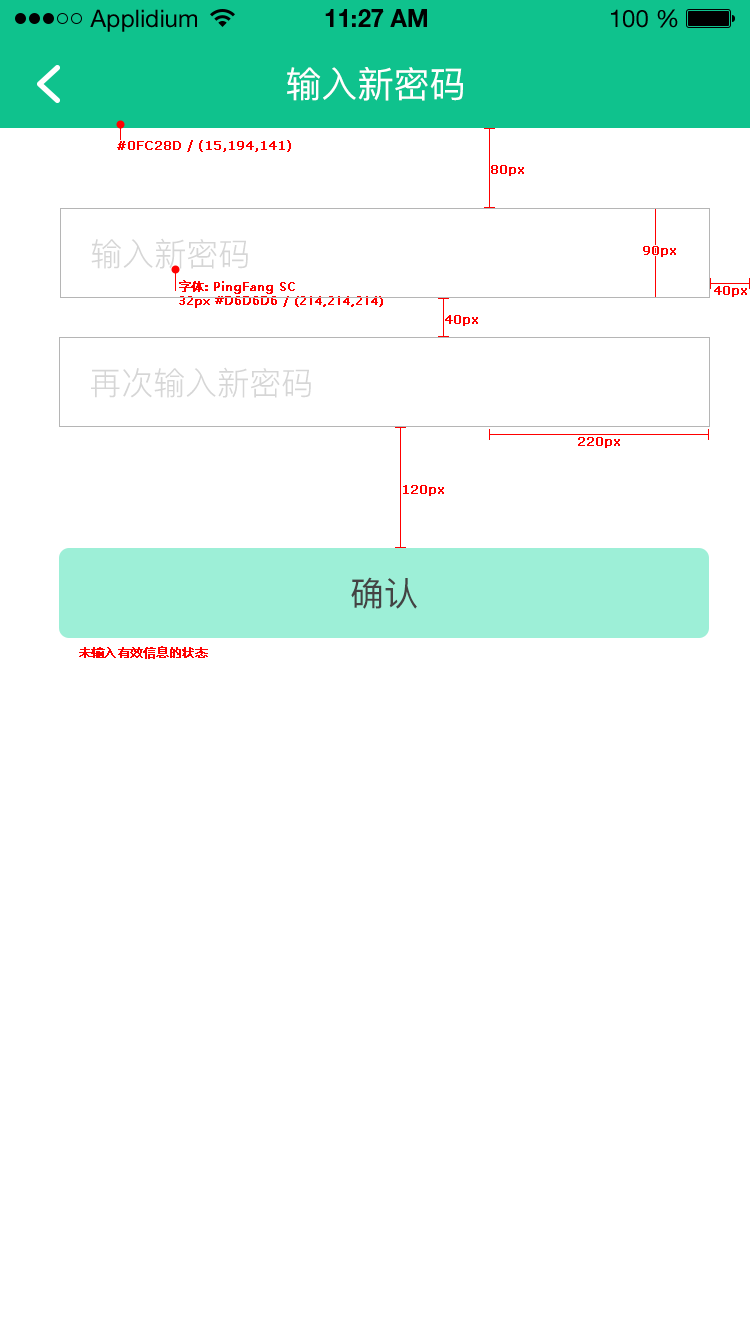 Applidium 11:27 AM 100 %
输入新密码
#0FC28D / (15,194,141)
80px
输入新密码
90px
字体: PingFang SC
40px
32px #D6D6D6 / (214,214,214)
40px
再次输入新密码
220px
120px
确认
未输入有效信息的状态